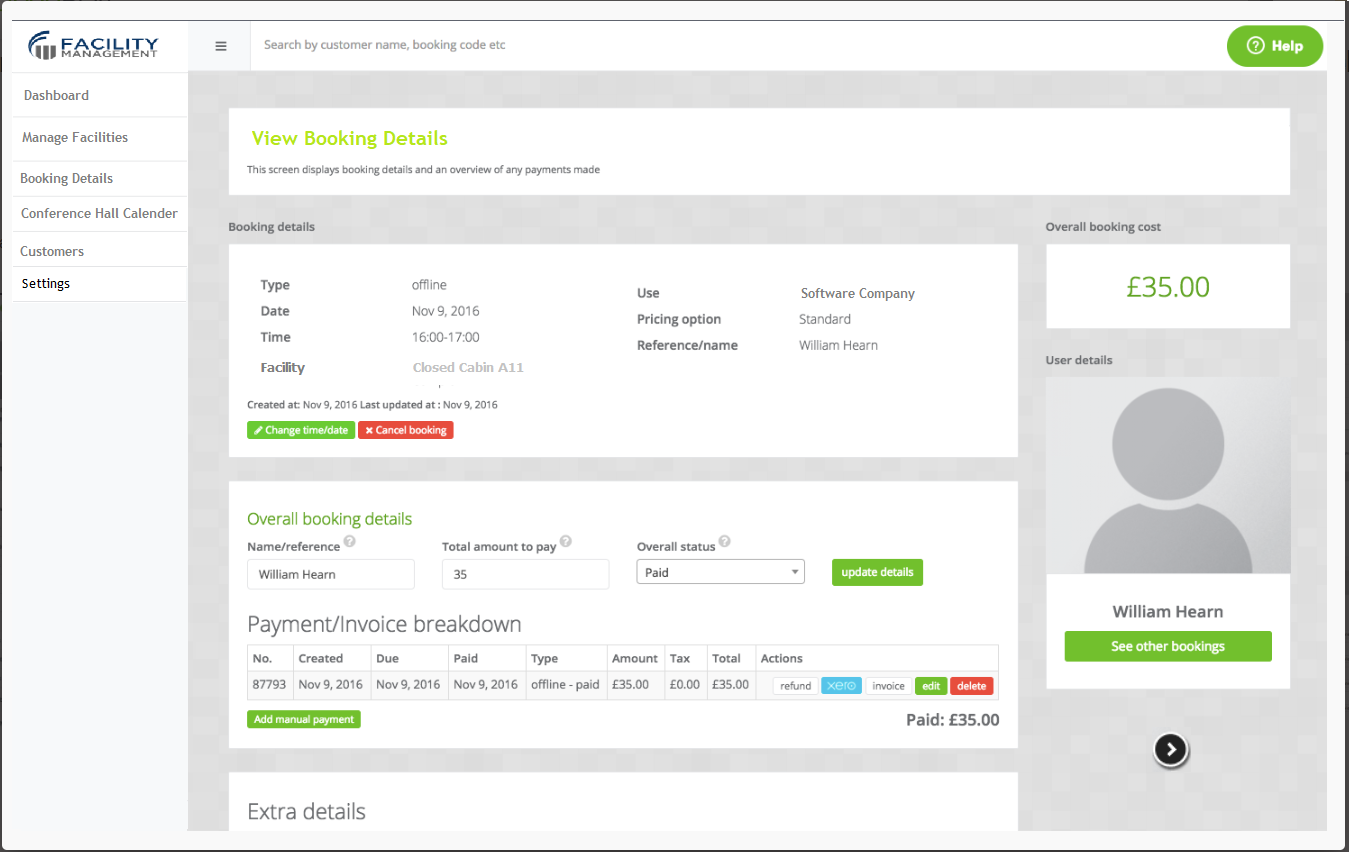 FACILITY
MANAGEMENT
Search by customer name, booking code etc
? Help
Dashboard
Manage Facilities
Booking Details
Conference Hall Calender
Customers
Settings
View Booking Details
This screen displays booking details and an overview of any payments made
Booking details
Type offline
Date Nov 9, 2016
Time 16:00-17:00
Facility Closed Cabin A11
Use Software Company
Pricing option Standard
Reference/name William Hearn
Created at: Nov 9, 2016 Last updated at : Nov 9, 2016
Change time/date Cancel booking
Overall booking cost
£35.00
User details
William Hearn
See other bookings
Overall booking details
Name/reference ? Total amount to pay ? Overall status ?
William Hearn 35 Paid update details
Payment/Invoice breakdown
No. Created Due Paid Type Amount Tax Total Actions
87793 Nov 9, 2016 Nov 9, 2016 Nov 9, 2016 offline - paid £35.00 £0.00 £35.00 refund xero invoice edit delete
Add manual payment Paid: £35.00
Extra details